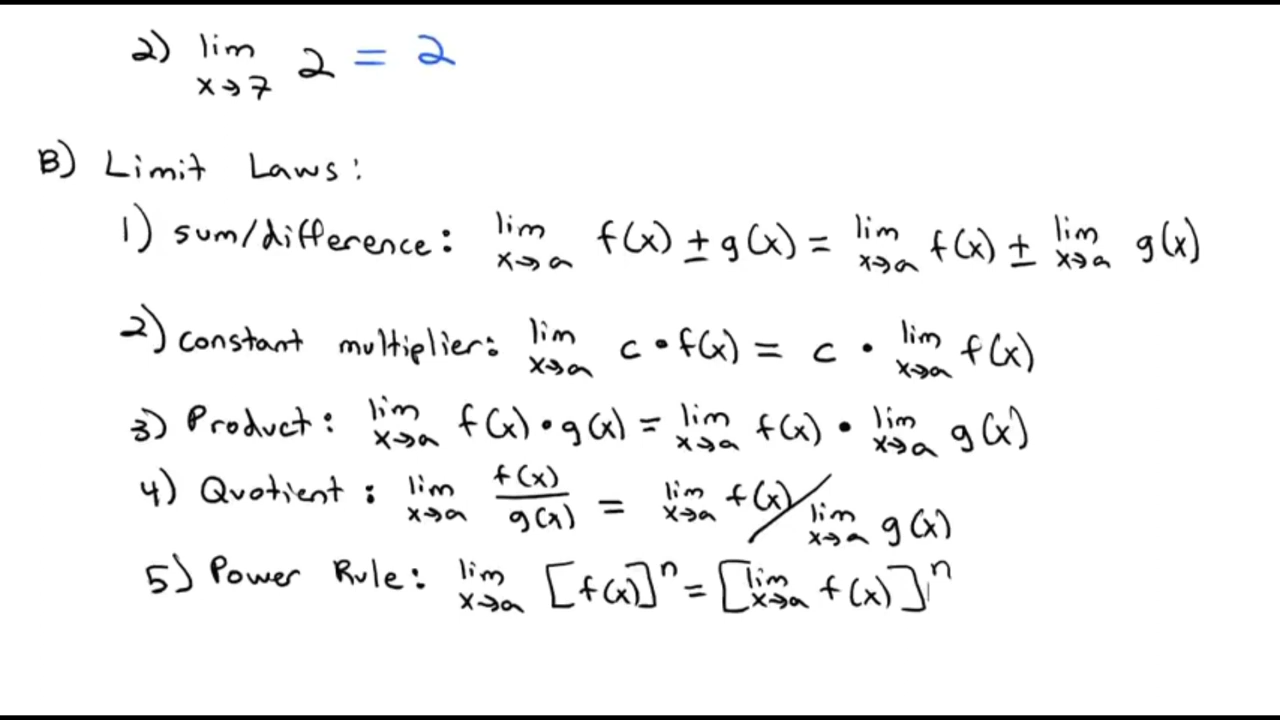 2) lim x→7 2 = 2
B) Limit Laws:
1) sum/difference: lim x→a f(x) ± g(x) = lim x→a f(x) ± lim x→a g(x)
2) constant multiplier: lim x→a c • f(x) = c • lim x→a f(x)
3) Product: lim x→a f(x) • g(x) = lim x→a f(x) • lim x→a g(x)
4) Quotient: lim x→a f(x)/g(x) = lim x→a f(x) / lim x→a g(x)
5) Power Rule: lim x→a [f(x)]^n = [lim x→a f(x)]^n